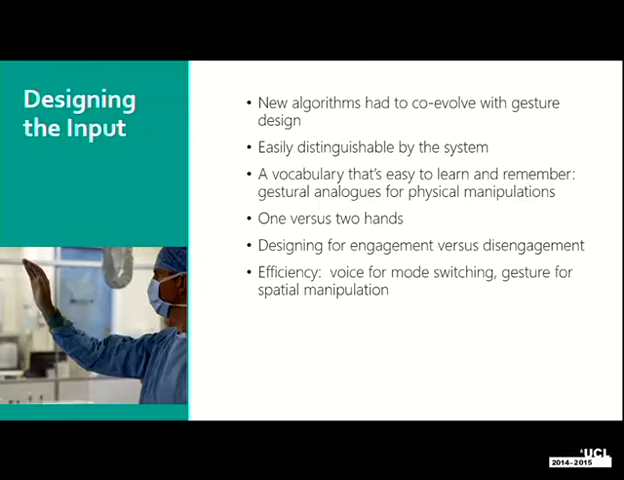 Designing
the Input
• New algorithms had to co-evolve with gesture
design
• Easily distinguishable by the system
• A vocabulary that's easy to learn and remember:
gestural analogues for physical manipulations
• One versus two hands
• Designing for engagement versus disengagement
• Efficiency: voice for mode switching, gesture for
spatial manipulation
UCL
2014-2015